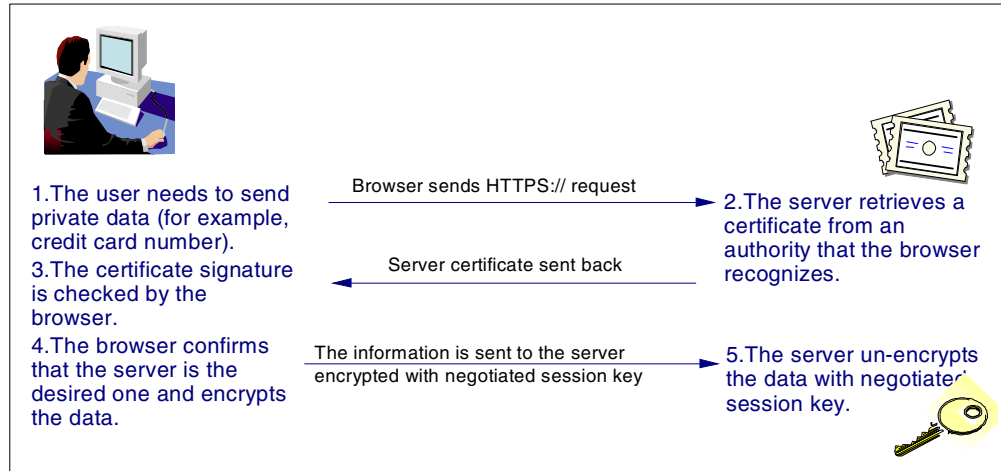 1.The user needs to send
private data (for example,
credit card number).
Browser sends HTTPS:// request
2.The server retrieves a
certificate from an
authority that the browser
recognizes.
Server certificate sent back
3.The certificate signature
is checked by the
browser.
4.The browser confirms
that the server is the
desired one and encrypts
the data.
The information is sent to the server
encrypted with negotiated session key
5.The server un-encrypts
the data with negotiated
session key.